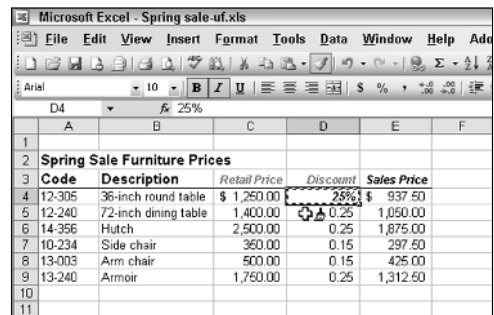 Microsoft Excel - Spring sale-uf.xls
File Edit View Insert Format Tools Data Window Help Ado
Arial 10 B I U $ % ,
D4 fx 25%
A B C D E F
1
2 Spring Sale Furniture Prices
3 Code Description Retail Price Discount Sales Price
4 12-305 36-inch round table $ 1,250.00 25% $ 937.50
5 12-240 72-inch dining table 1,400.00 0.25 1,050.00
6 14-356 Hutch 2,500.00 0.25 1,875.00
7 10-234 Side chair 350.00 0.15 297.50
8 13-003 Arm chair 500.00 0.15 425.00
9 13-240 Armoir 1,750.00 0.25 1,312.50
10
11